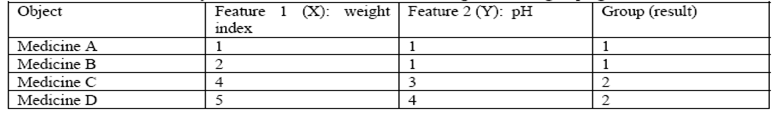 Object Feature 1 (X): weight index Feature 2 (Y): pH Group (result)
Medicine A 1 1 1
Medicine B 2 1 1
Medicine C 4 3 2
Medicine D 5 4 2